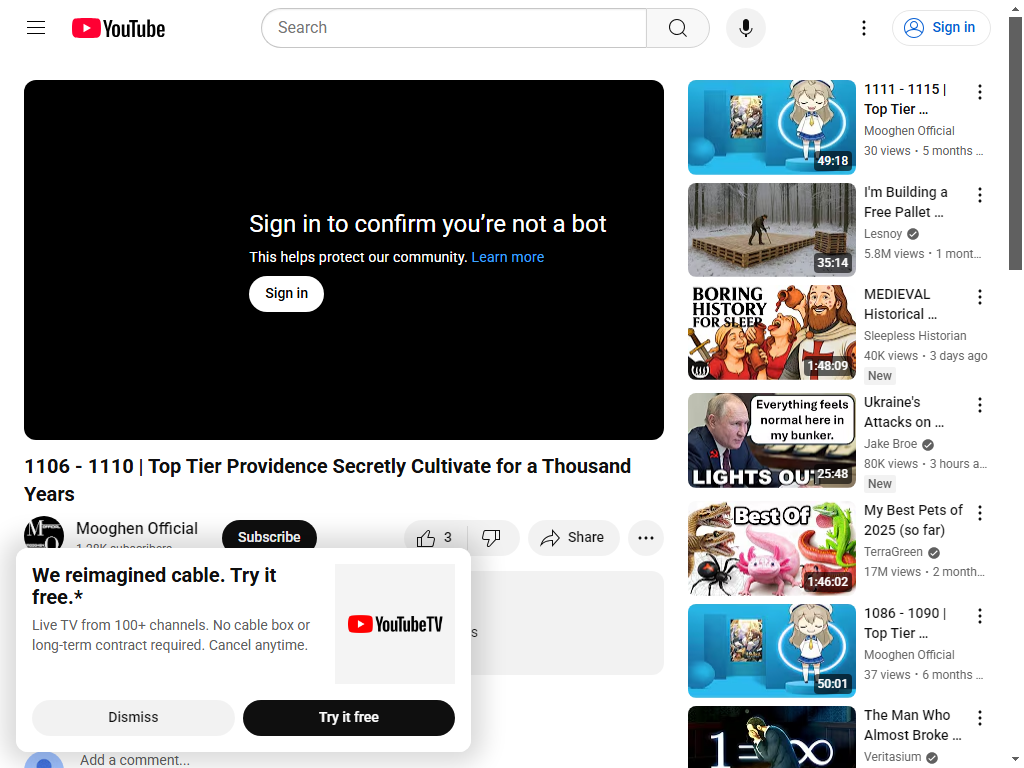 YouTube
Search
Sign in
Sign in to confirm you’re not a bot
This helps protect our community. Learn more
Sign in
1106 - 1110 | Top Tier Providence Secretly Cultivate for a Thousand
Years
Mooghen Official
Subscribe
3
Share
We reimagined cable. Try it
free.*
Live TV from 100+ channels. No cable box or
long-term contract required. Cancel anytime.
YouTubeTV
Dismiss
Try it free
Add a comment...
49:18
1111 - 1115 |
Top Tier ...
Mooghen Official
30 views • 5 months ...
35:14
I'm Building a
Free Pallet ...
Lesnoy
5.8M views • 1 mont...
BORING
HISTORY
FOR SLEEP
1:48:09
MEDIEVAL
Historical ...
Sleepless Historian
40K views • 3 days ago
New
Everything feels
normal here in
my bunker.
LIGHTS OUT
25:48
Ukraine's
Attacks on ...
Jake Broe
80K views • 3 hours a...
New
Best Of
1:46:02
My Best Pets of
2025 (so far)
TerraGreen
17M views • 2 month...
50:01
1086 - 1090 |
Top Tier ...
Mooghen Official
37 views • 6 months ...
1 = ∞
The Man Who
Almost Broke ...
Veritasium